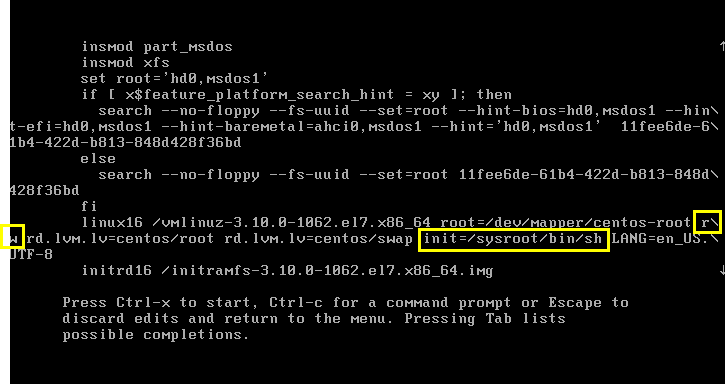 insmod part_msdos
insmod xfs
set root='hd0,msdos1'
if [ x$feature_platform_search_hint = xy ]; then
search --no-floppy --fs-uuid --set=root --hint-bios=hd0,msdos1 --hin\
t-efi=hd0,msdos1 --hint-baremetal=ahci0,msdos1 --hint='hd0,msdos1' 11fee6de-6\
1b4-422d-b813-848d428f36bd
else
search --no-floppy --fs-uuid --set=root 11fee6de-61b4-422d-b813-848d\
428f36bd
fi
linux16 /vmlinuz-3.10.0-1062.el7.x86_64 root=/dev/mapper/centos-root r\
w rd.lvm.lv=centos/root rd.lvm.lv=centos/swap init=/sysroot/bin/sh LANG=en_US.\
UTF-8
initrd16 /initramfs-3.10.0-1062.el7.x86_64.img
Press Ctrl-x to start, Ctrl-c for a command prompt or Escape to
discard edits and return to the menu. Pressing Tab lists
possible completions.